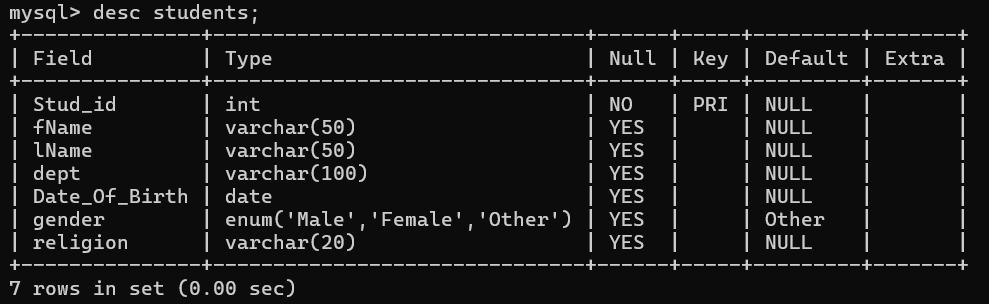 mysql> desc students;
+---------------+-------------------------------+------+-----+---------+-------+
| Field         | Type                          | Null | Key | Default | Extra |
+---------------+-------------------------------+------+-----+---------+-------+
| Stud_id       | int                           | NO   | PRI | NULL    |       |
| fName         | varchar(50)                   | YES  |     | NULL    |       |
| lName         | varchar(50)                   | YES  |     | NULL    |       |
| dept          | varchar(100)                  | YES  |     | NULL    |       |
| Date_Of_Birth | date                          | YES  |     | NULL    |       |
| gender        | enum('Male','Female','Other') | YES  |     | Other   |       |
| religion      | varchar(20)                   | YES  |     | NULL    |       |
+---------------+-------------------------------+------+-----+---------+-------+
7 rows in set (0.00 sec)